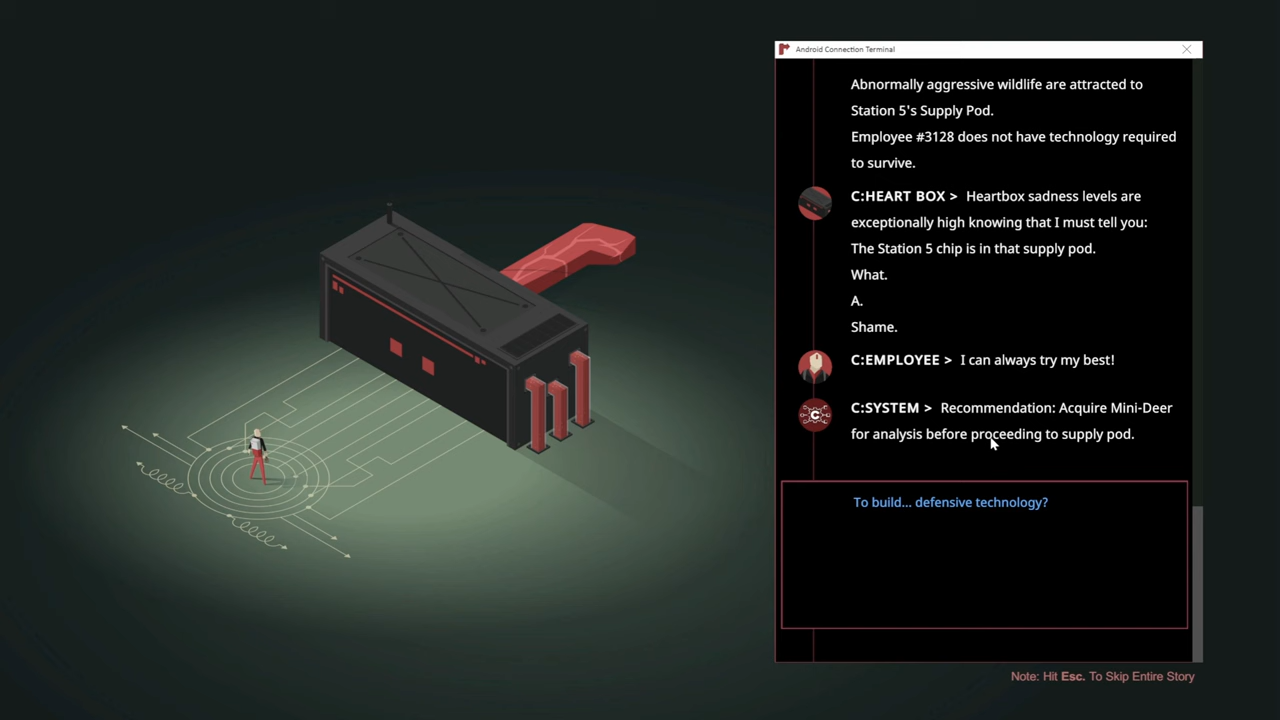 Android Connection Terminal
Abnormally aggressive wildlife are attracted to
Station 5's Supply Pod.
Employee #3128 does not have technology required
to survive.
C:HEART BOX > Heartbox sadness levels are
exceptionally high knowing that I must tell you:
The Station 5 chip is in that supply pod.
What.
A.
Shame.
C:EMPLOYEE > I can always try my best!
C:SYSTEM > Recommendation: Acquire Mini-Deer
for analysis before proceeding to supply pod.
To build... defensive technology?
Note: Hit Esc. To Skip Entire Story